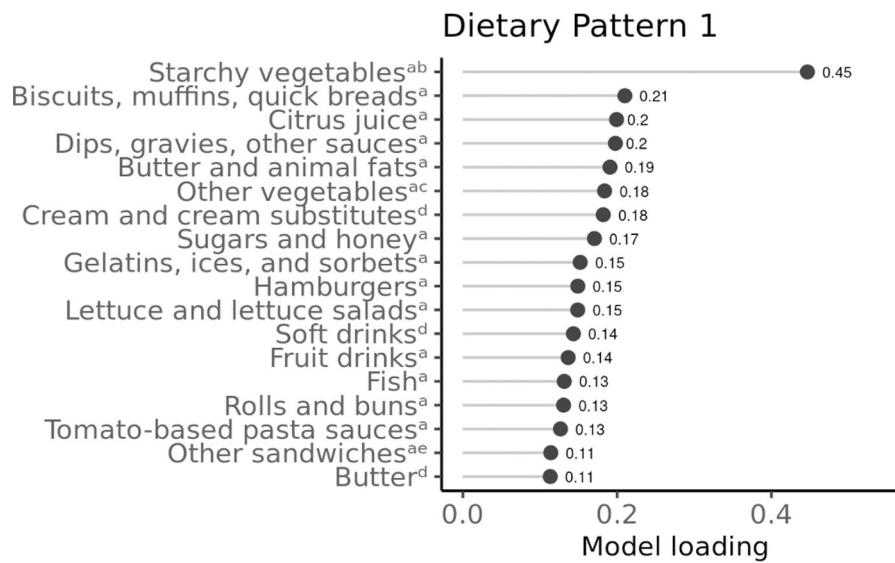 Dietary Pattern 1
Starchy vegetablesᵃᵇ 0.45
Biscuits, muffins, quick breadsᵃ 0.21
Citrus juiceᵃ 0.2
Dips, gravies, other saucesᵃ 0.2
Butter and animal fatsᵃ 0.19
Other vegetablesᵃᶜ 0.18
Cream and cream substitutesᵈ 0.18
Sugars and honeyᵃ 0.17
Gelatins, ices, and sorbetsᵃ 0.15
Hamburgersᵃ 0.15
Lettuce and lettuce saladsᵃ 0.15
Soft drinksᵈ 0.14
Fruit drinksᵃ 0.14
Fishᵃ 0.13
Rolls and bunsᵃ 0.13
Tomato-based pasta saucesᵃ 0.13
Other sandwichesᵃᵉ 0.11
Butterᵈ 0.11
0.0 0.2 0.4
Model loading